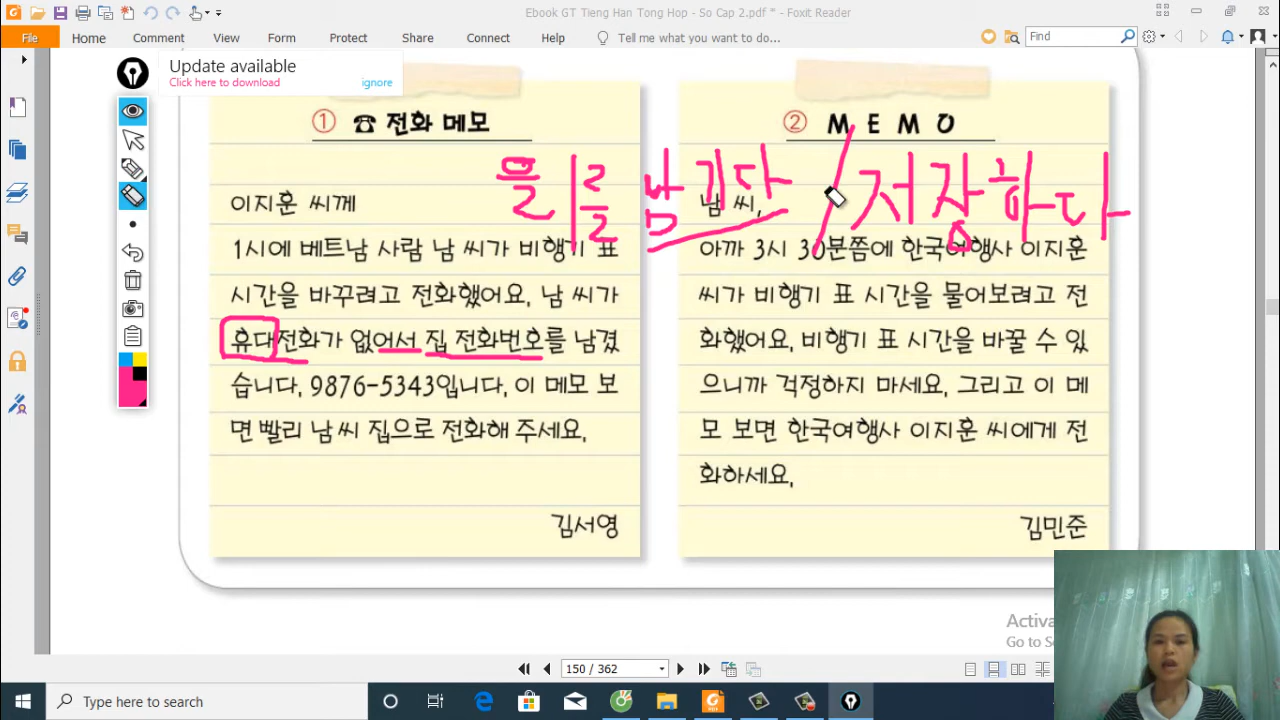 Ebook GT Tieng Han Tong Hop - So Cap 2.pdf * - Foxit Reader
File Home Comment View Form Protect Share Connect Help Tell me what you want to do... Find
Update available
Click here to download ignore
① ☎ 전화 메모
이지훈 씨게
1시에 베트남 사람 남 씨가 비행기 표
시간을 바꾸려고 전화했어요. 남 씨가
휴대전화가 없어서 집 전화번호를 남겼
습니다. 9876-5343입니다. 이 메모 보
면 빨리 남 씨 집으로 전화해 주세요.
김서영
② MEMO
남 씨,
아까 3시 30분쯤에 한국여행사 이지훈
씨가 비행기 표 시간을 물어보려고 전
화했어요. 비행기 표 시간을 바꿀 수 있
으니까 걱정하지 마세요. 그리고 이 메
모 보면 한국여행사 이지훈 씨에게 전
화하세요.
김민준
를 남기다 / 저장하다
Activa
Go to Se
150 / 362
Type here to search